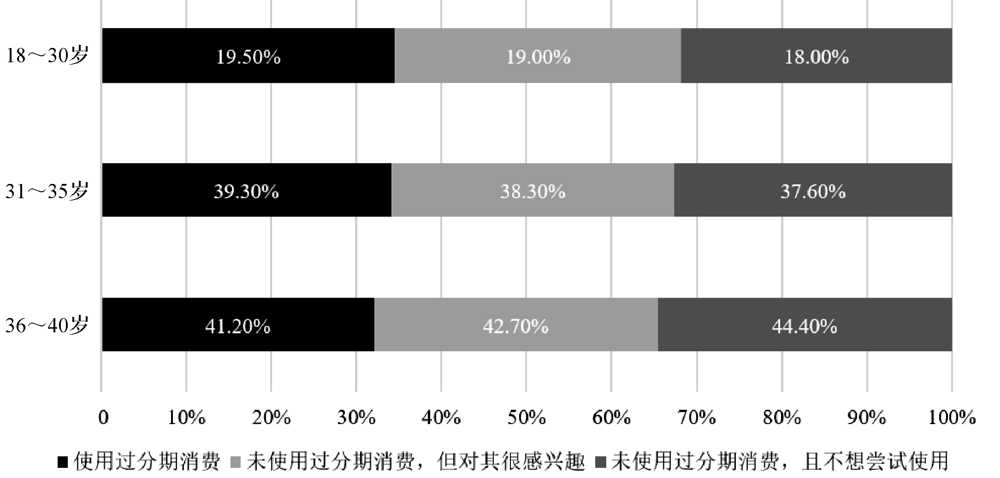 18～30岁 19.50% 19.00% 18.00%
31～35岁 39.30% 38.30% 37.60%
36～40岁 41.20% 42.70% 44.40%
0 10% 20% 30% 40% 50% 60% 70% 80% 90% 100%
使用过分期消费 未使用过分期消费，但对其很感兴趣 未使用过分期消费，且不想尝试使用